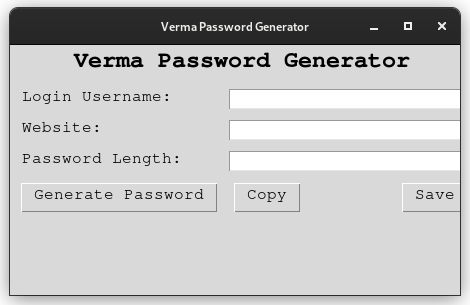 Verma Password Generator
Verma Password Generator
Login Username:
Website:
Password Length:
Generate Password Copy Save